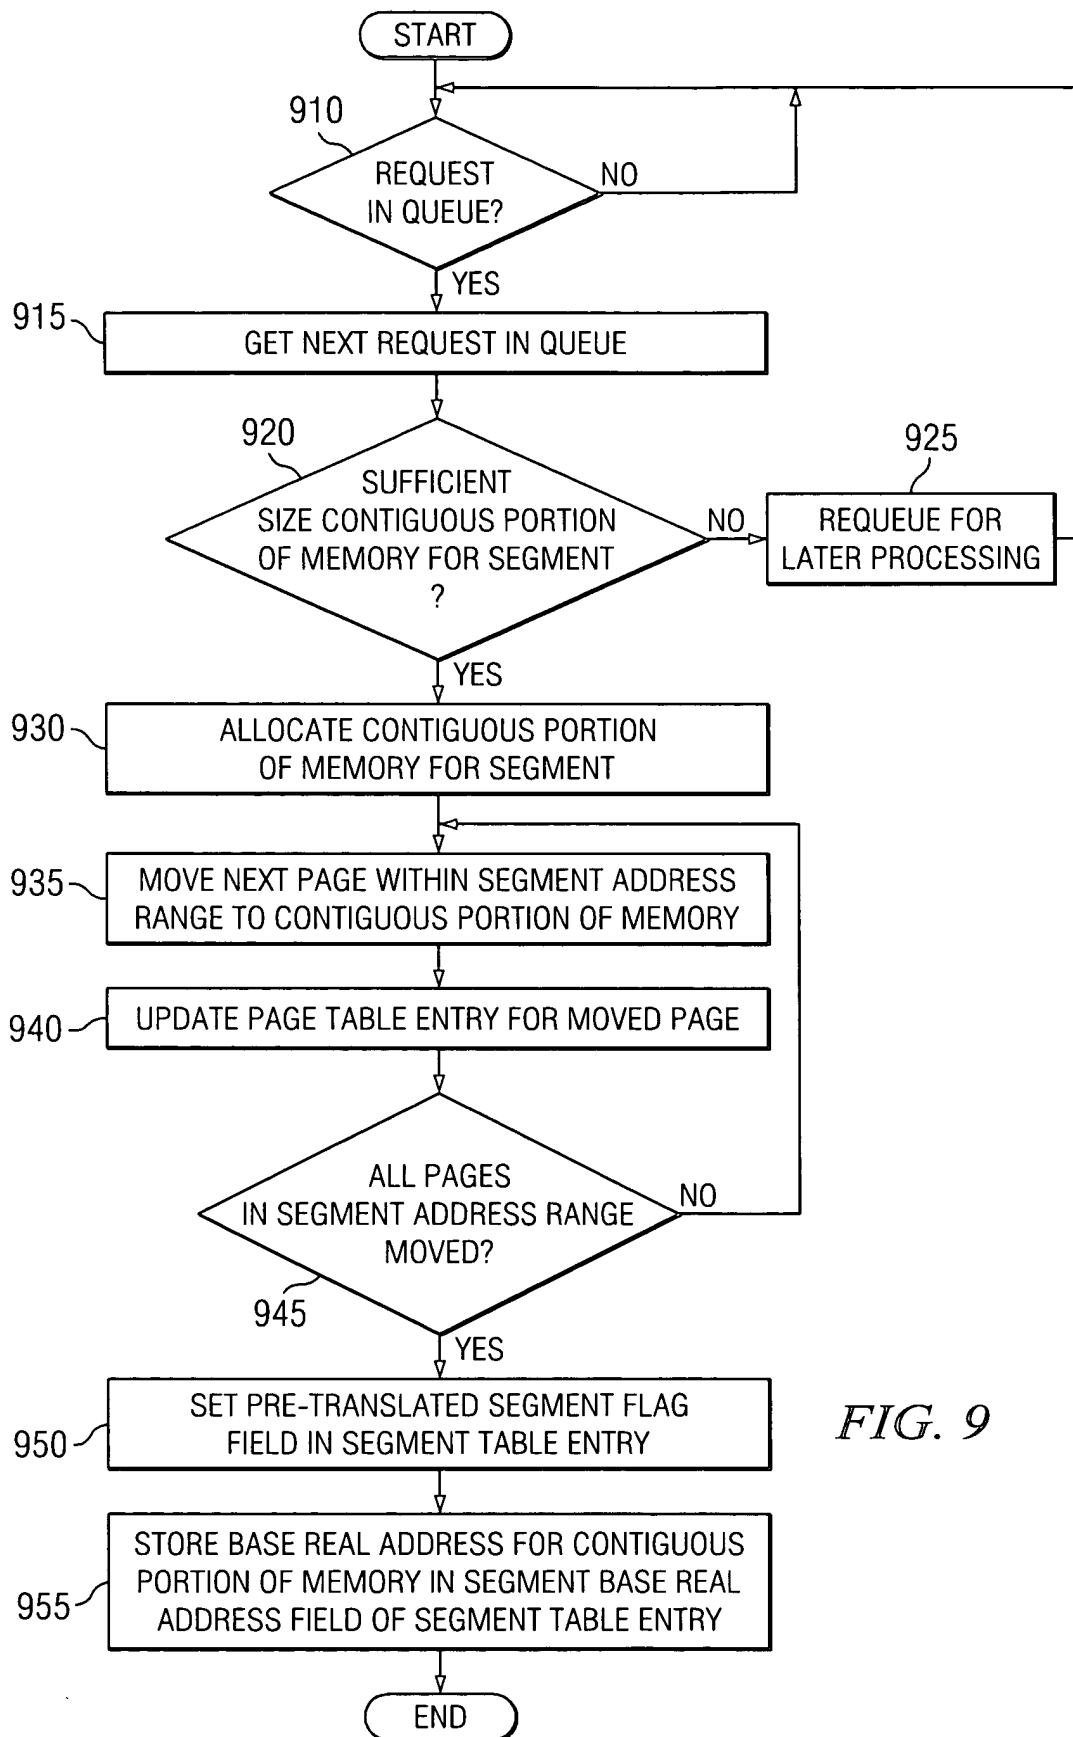 START
910
REQUEST
IN QUEUE?
NO
YES
915
GET NEXT REQUEST IN QUEUE
920
SUFFICIENT
SIZE CONTIGUOUS PORTION
OF MEMORY FOR SEGMENT
?
NO
925
REQUEUE FOR
LATER PROCESSING
YES
930
ALLOCATE CONTIGUOUS PORTION
OF MEMORY FOR SEGMENT
935
MOVE NEXT PAGE WITHIN SEGMENT ADDRESS
RANGE TO CONTIGUOUS PORTION OF MEMORY
940
UPDATE PAGE TABLE ENTRY FOR MOVED PAGE
ALL PAGES
IN SEGMENT ADDRESS RANGE
MOVED?
NO
945
YES
950
SET PRE-TRANSLATED SEGMENT FLAG
FIELD IN SEGMENT TABLE ENTRY
FIG. 9
955
STORE BASE REAL ADDRESS FOR CONTIGUOUS
PORTION OF MEMORY IN SEGMENT BASE REAL
ADDRESS FIELD OF SEGMENT TABLE ENTRY
END